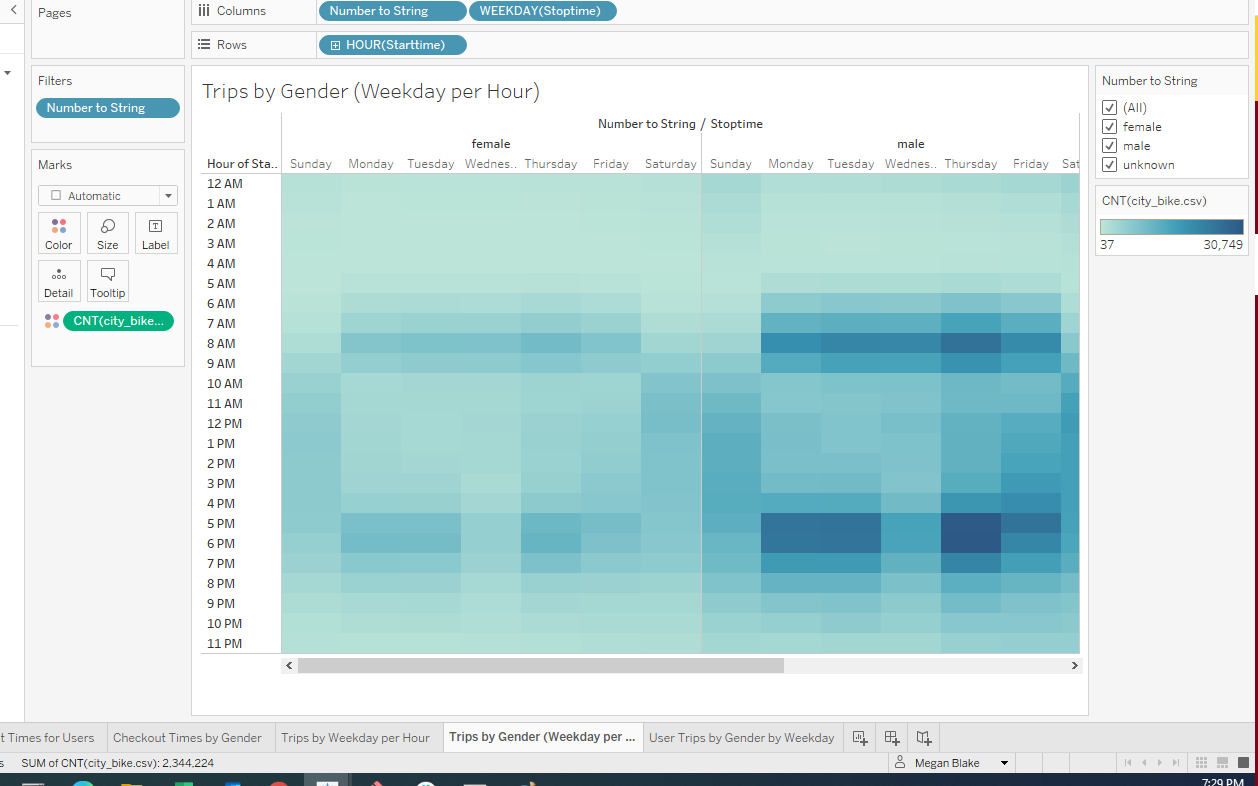 Pages
Columns
Number to String
WEEKDAY(Stoptime)
Rows
HOUR(Starttime)
Filters
Number to String
Marks
Automatic
Color
Size
Label
Detail
Tooltip
CNT(city_bike...
Trips by Gender (Weekday per Hour)
Number to String / Stoptime
female
male
Hour of Sta..
Sunday
Monday
Tuesday
Wednes..
Thursday
Friday
Saturday
Sunday
Monday
Tuesday
Wednes..
Thursday
Friday
Sat
12 AM
1 AM
2 AM
3 AM
4 AM
5 AM
6 AM
7 AM
8 AM
9 AM
10 AM
11 AM
12 PM
1 PM
2 PM
3 PM
4 PM
5 PM
6 PM
7 PM
8 PM
9 PM
10 PM
11 PM
Number to String
(All)
female
male
unknown
CNT(city_bike.csv)
37
30,749
t Times for Users
Checkout Times by Gender
Trips by Weekday per Hour
Trips by Gender (Weekday per ...
User Trips by Gender by Weekday
s
SUM of CNT(city_bike.csv): 2,344,224
Megan Blake
7:29 PM